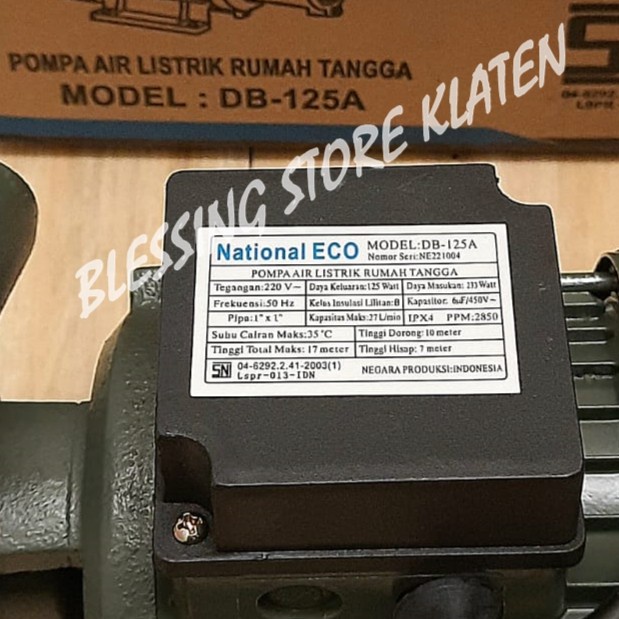 POMPA AIR LISTRIK RUMAH TANGGA
MODEL : DB-125A
BLESSING STORE KLATEN
National ECO MODEL:DB-125A
Nomor Seri:NE221004
POMPA AIR LISTRIK RUMAH TANGGA
Tegangan:220 V~ Daya Keluaran:125 Watt Daya Masukan:233 Watt
Frekunsi:50 Hz Kelas Insulasi Lilitan:B Kapasitor. 6uF/450V~
Pipa:1" x 1" Kapasitas Maks:27 L/min IPX4 PPM:2850
Suhu Cairan Maks:35°C Tinggi Dorong:10 meter
Tinggi Total Maks:17 meter Tinggi Hisap: 7 meter
SNI 04-6292.2.41-2003(1)
Lspr-013-IDN
NEGARA PRODUKSI:INDONESIA